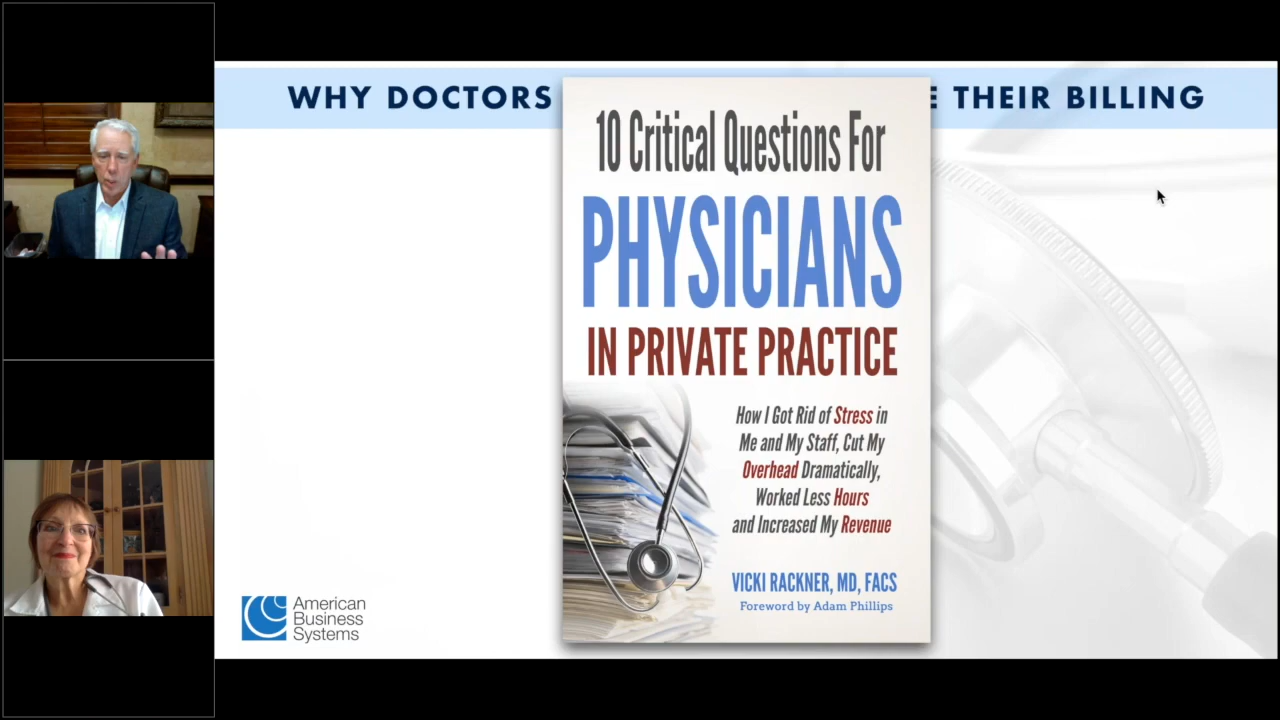 WHY DOCTORS E THEIR BILLING
10 Critical Questions For
PHYSICIANS
IN PRIVATE PRACTICE
How I Got Rid of Stress in
Me and My Staff, Cut My
Overhead Dramatically,
Worked Less Hours
and Increased My Revenue
VICKI RACKNER, MD, FACS
Foreword by Adam Phillips
American
Business
Systems